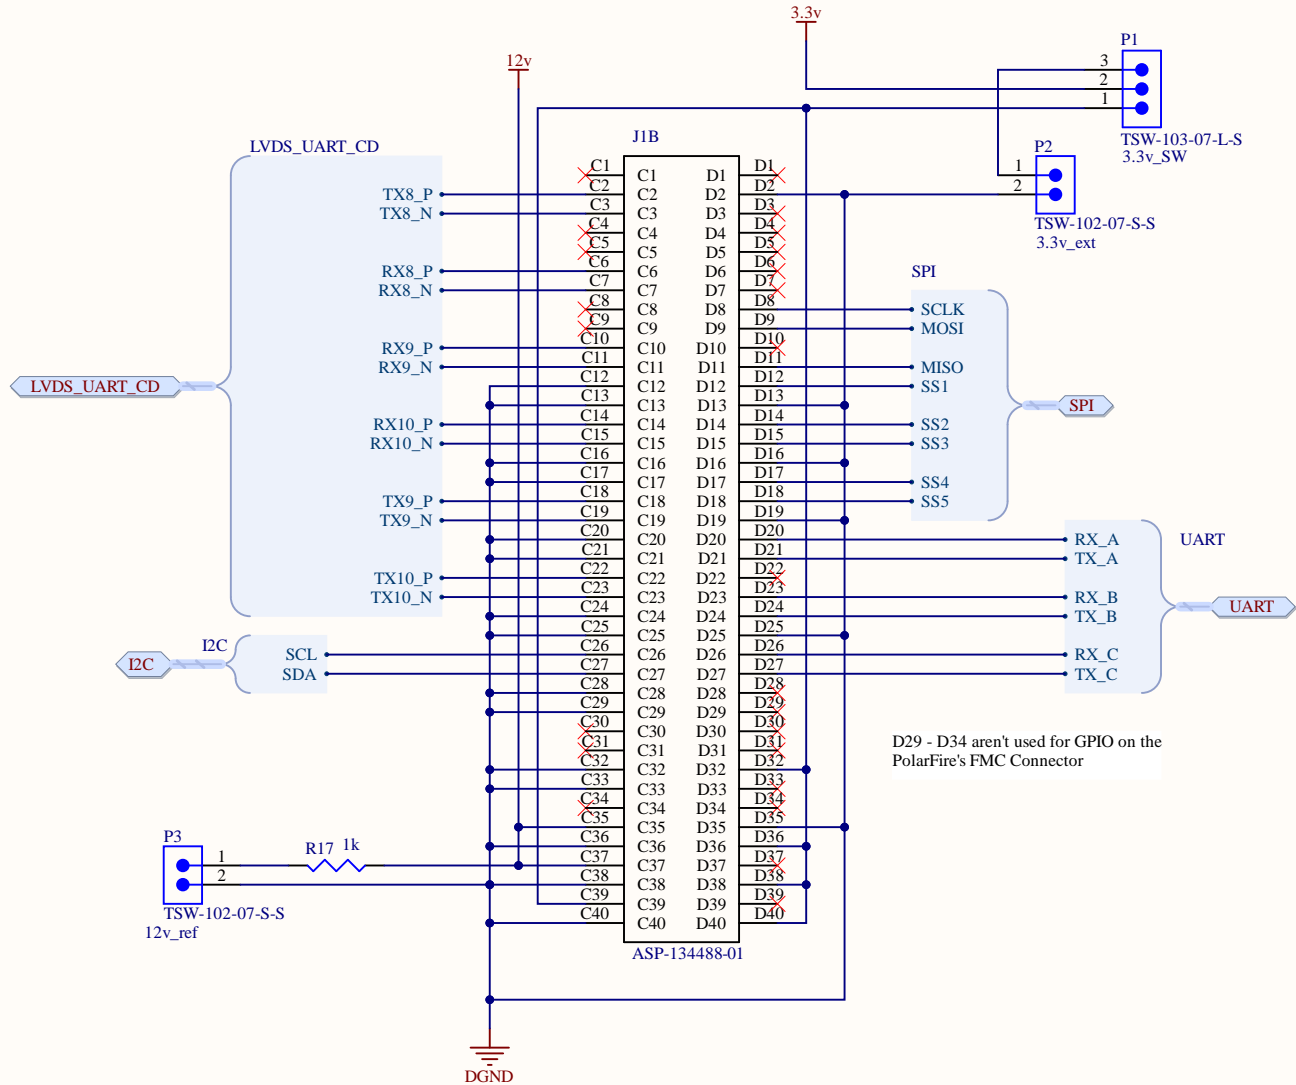 3.3v
P1
12v
3
2
1
J1B
LVDS_UART_CD
TSW-103-07-L-S
3.3v_SW
P2
1
2
TSW-102-07-S-S
3.3v_ext
C1 C1 D1 D1
TX8_P C2 C2 D2 D2
TX8_N C3 C3 D3 D3
C4 C4 D4 D4
C5 C5 D5 D5
RX8_P C6 C6 D6 D6
SPI
RX8_N C7 C7 D7 D7
C8 C8 D8 D8 SCLK
C9 C9 D9 D9 MOSI
RX9_P C10 C10 D10 D10
RX9_N C11 C11 D11 D11 MISO
LVDS_UART_CD C12 C12 D12 D12 SS1
C13 C13 D13 D13 SPI
RX10_P C14 C14 D14 D14 SS2
RX10_N C15 C15 D15 D15 SS3
C16 C16 D16 D16
C17 C17 D17 D17 SS4
TX9_P C18 C18 D18 D18 SS5
TX9_N C19 C19 D19 D19
C20 C20 D20 D20 RX_A UART
C21 C21 D21 D21 TX_A
TX10_P C22 C22 D22 D22
TX10_N C23 C23 D23 D23 RX_B UART
C24 C24 D24 D24 TX_B
C25 C25 D25 D25
I2C
I2C SCL C26 C26 D26 D26 RX_C
SDA C27 C27 D27 D27 TX_C
C28 C28 D28 D28
C29 C29 D29 D29
C30 C30 D30 D30
C31 C31 D31 D31
D29 - D34 aren't used for GPIO on the
PolarFire's FMC Connector
C32 C32 D32 D32
C33 C33 D33 D33
C34 C34 D34 D34
C35 C35 D35 D35
P3
R17 1k
C36 C36 D36 D36
1 C37 C37 D37 D37
2 C38 C38 D38 D38
C39 C39 D39 D39
C40 C40 D40 D40
TSW-102-07-S-S
12v_ref
ASP-134488-01
DGND